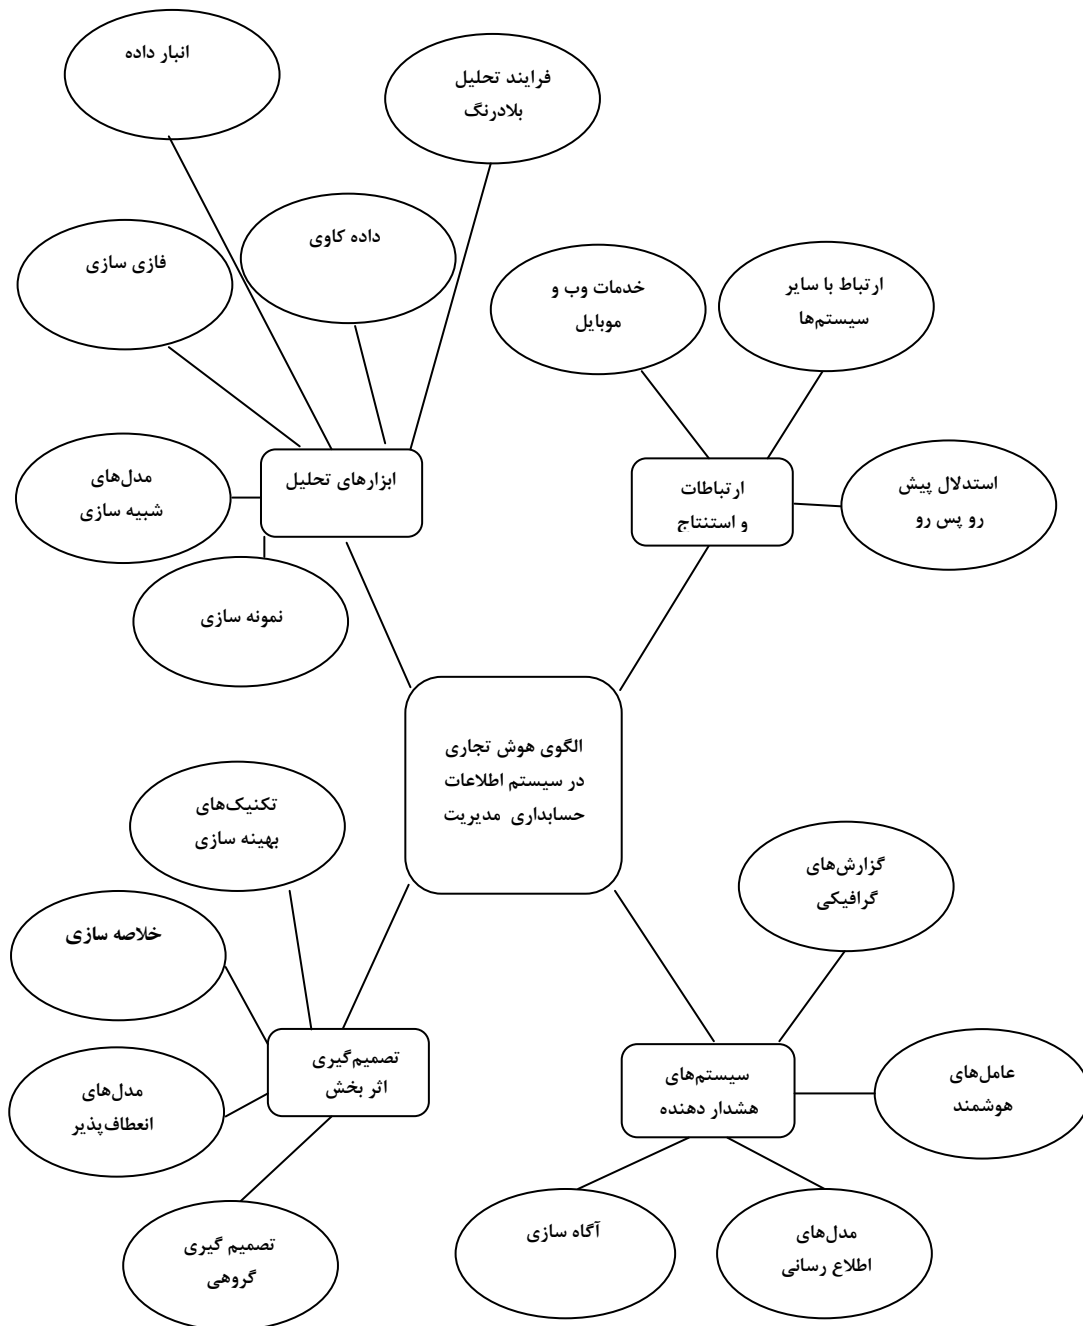 انبار داده
فرایند تحلیل
بلادرنگ
داده کاوی
فازی سازی
خدمات وب و
موبایل
ارتباط با سایر
سیستم‌ها
ابزارهای تحلیل
مدل‌های
شبیه سازی
ارتباطات
و استنتاج
استدلال پیش
رو پس رو
نمونه سازی
الگوی هوش تجاری
در سیستم اطلاعات
حسابداری مدیریت
تکنیک‌های
بهینه سازی
گزارش‌های
گرافیکی
خلاصه سازی
تصمیم‌گیری
اثر بخش
سیستم‌های
هشدار دهنده
عامل‌های
هوشمند
مدل‌های
انعطاف‌پذیر
تصمیم گیری
گروهی
آگاه سازی
مدل‌های
اطلاع رسانی